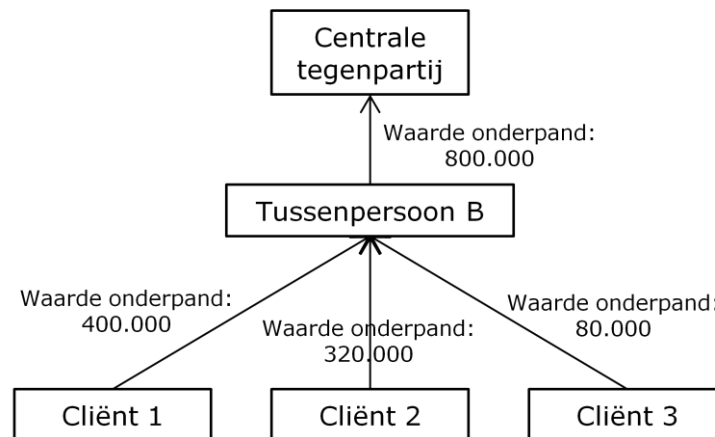 Centrale
tegenpartij
Waarde onderpand:
800.000
Tussenpersoon B
Waarde onderpand:
400.000
Waarde onderpand:
320.000
Waarde onderpand:
80.000
Cliënt 1
Cliënt 2
Cliënt 3